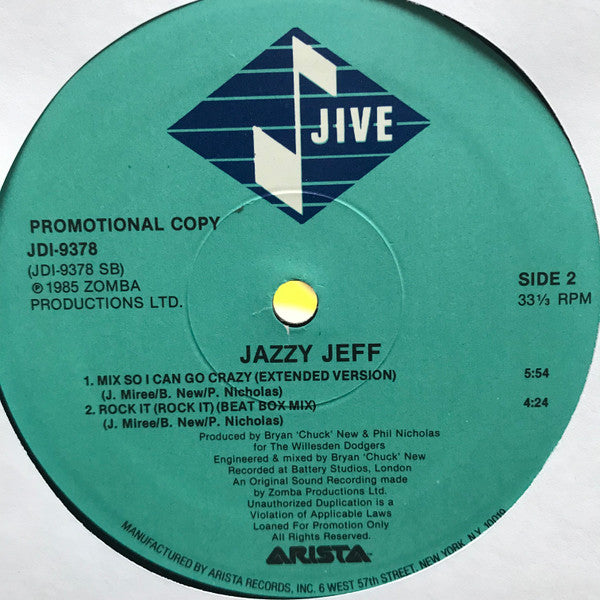 JIVE
PROMOTIONAL COPY
JDI-9378
(JDI-9378 SB)
℗ 1985 ZOMBA
PRODUCTIONS LTD.
SIDE 2
33⅓ RPM
JAZZY JEFF
1. MIX SO I CAN GO CRAZY (EXTENDED VERSION) 5:54
(J. Miree/B. New/P. Nicholas)
2. ROCK IT (ROCK IT) (BEAT BOX MIX) 4:24
(J. Miree/B. New/P. Nicholas)
Produced by Bryan 'Chuck' New & Phil Nicholas
for The Willesden Dodgers
Engineered & mixed by Bryan 'Chuck' New
Recorded at Battery Studios, London
An Original Sound Recording made
by Zomba Productions Ltd.
Unauthorized Duplication is a
Violation of Applicable Laws
Loaned For Promotion Only
All Rights Reserved.
ARISTA
MANUFACTURED BY ARISTA RECORDS, INC. 6 WEST 57th STREET, NEW YORK, N.Y. 10019